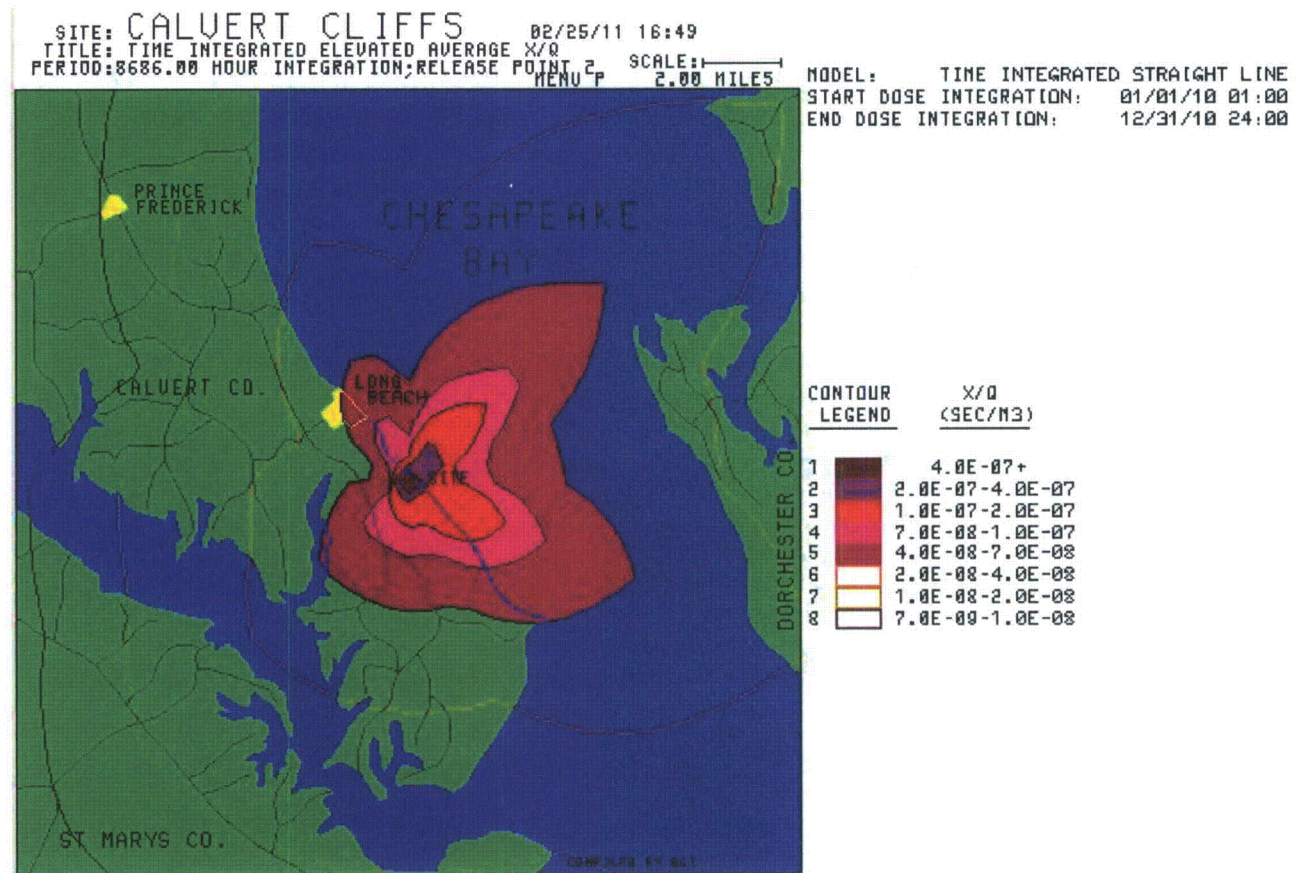 SITE: CALVERT CLIFFS 02/25/11 16:49
TITLE: TIME INTEGRATED ELEVATED AVERAGE X/Q
PERIOD:8686.00 HOUR INTEGRATION;RELEASE POINT 2
MENU P
SCALE:
2.00 MILES
MODEL: TIME INTEGRATED STRAIGHT LINE
START DOSE INTEGRATION: 01/01/10 01:00
END DOSE INTEGRATION: 12/31/10 24:00
PRINCE
FREDERICK
CHESAPEAKE
BAY
CALVERT CO.
LONG
BEACH
SITE
DORCHESTER CO
ST MARYS CO.
COMPILED BY
CONTOUR X/Q
LEGEND (SEC/M3)
1 4.0E-07+
2 2.0E-07-4.0E-07
3 1.0E-07-2.0E-07
4 7.0E-08-1.0E-07
5 4.0E-08-7.0E-08
6 2.0E-08-4.0E-08
7 1.0E-08-2.0E-08
8 7.0E-09-1.0E-08